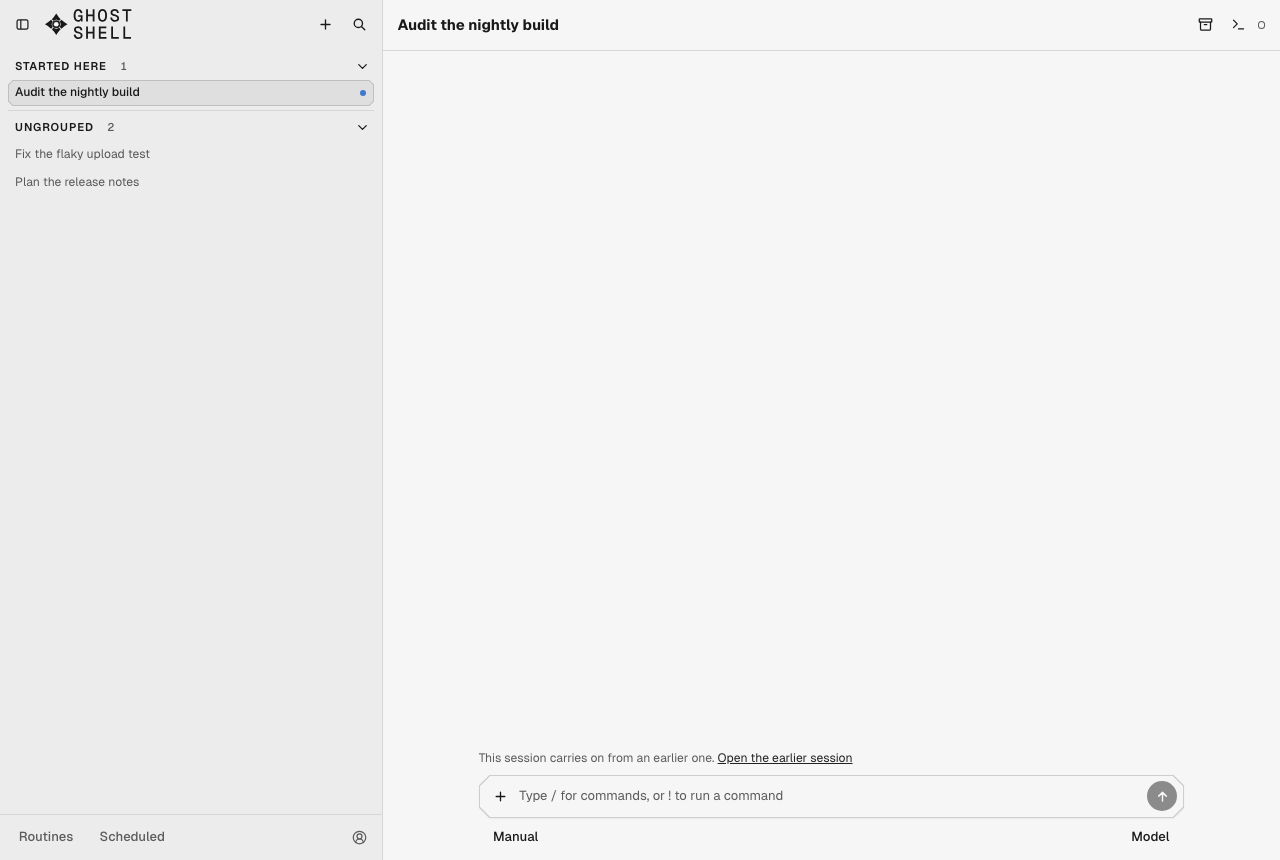 GHOST
SHELL
STARTED HERE 1
Audit the nightly build
UNGROUPED 2
Fix the flaky upload test
Plan the release notes
Routines
Scheduled
Audit the nightly build
0
This session carries on from an earlier one. Open the earlier session
Type / for commands, or ! to run a command
Manual
Model